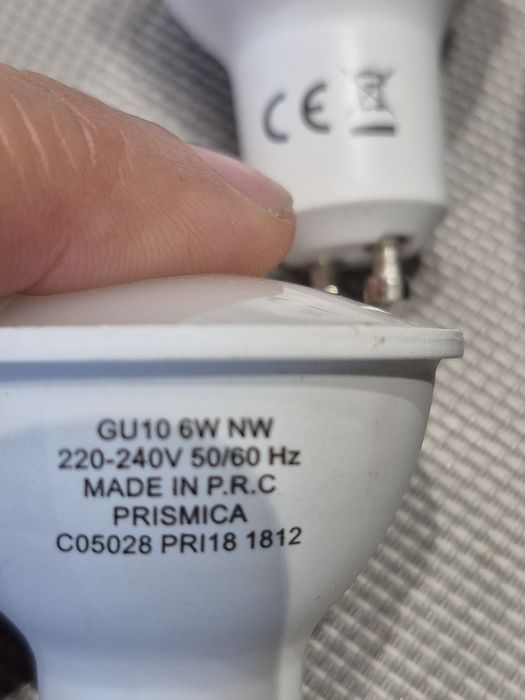 CE
GU10 6W NW
220-240V 50/60 Hz
MADE IN P.R.C
PRISMICA
C05028 PRI18 1812